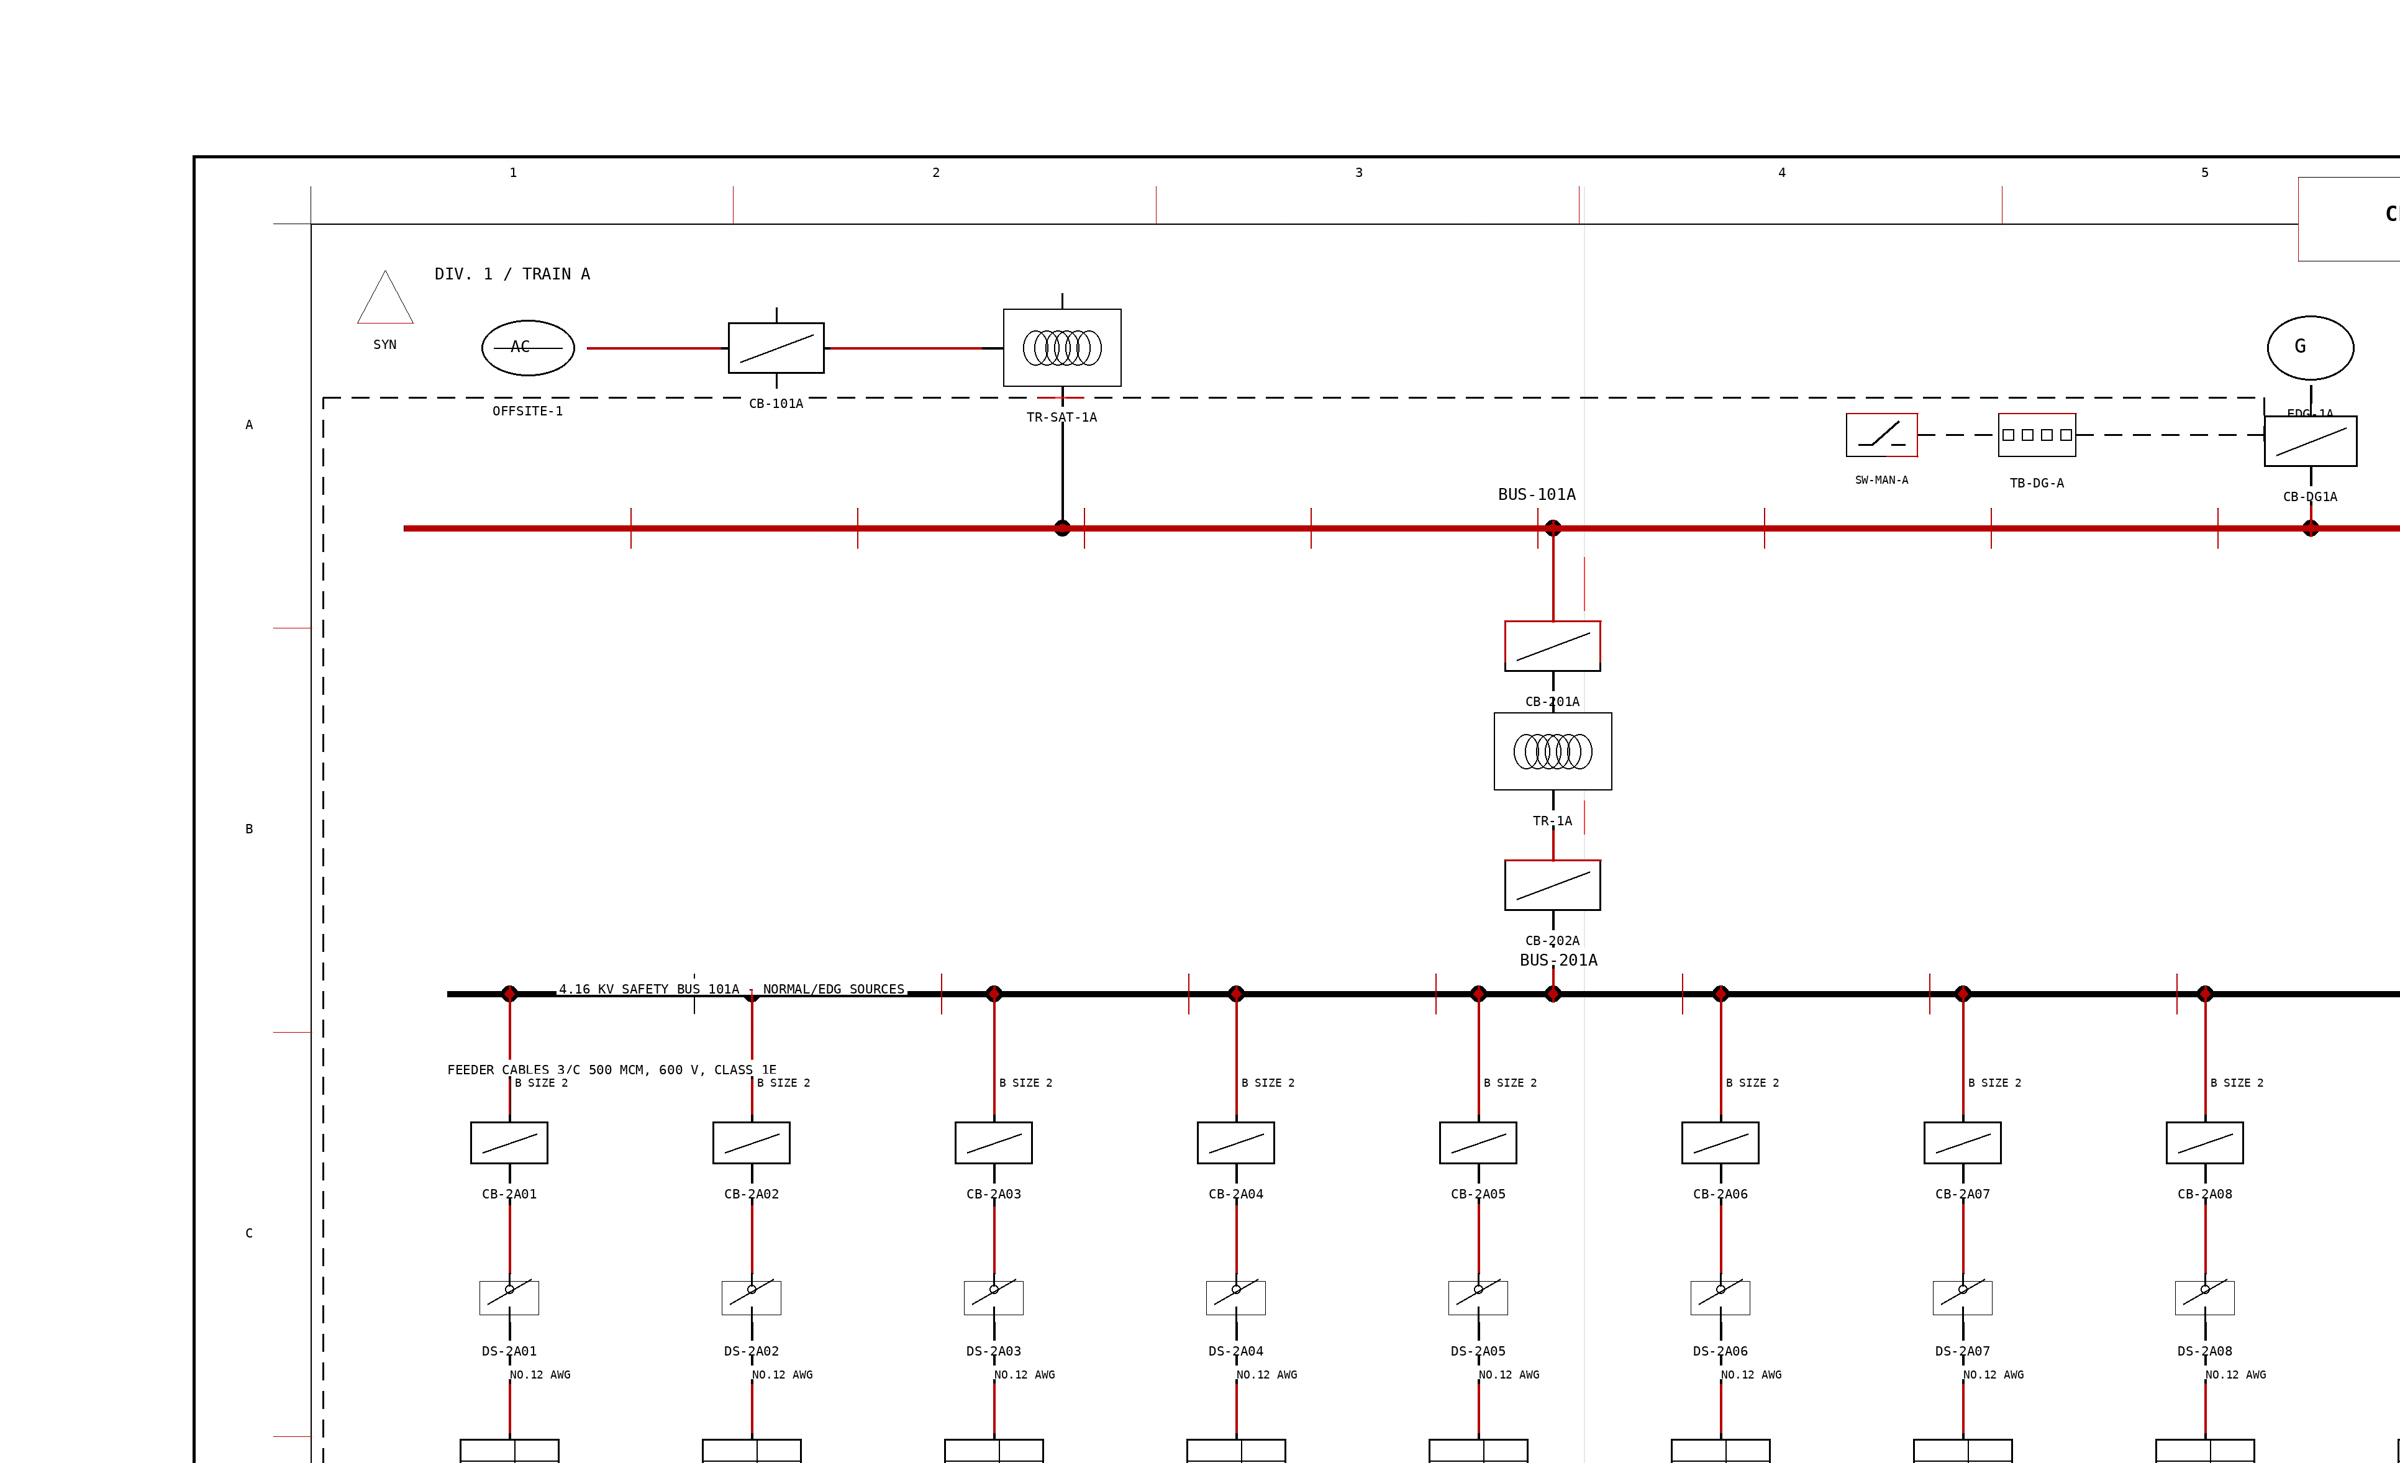 1 2 3 4 5
DIV. 1 / TRAIN A
SYN
AC
G
OFFSITE-1
CB-101A
TR-SAT-1A
EDG-1A
A
SW-MAN-A
TB-DG-A
CB-DG1A
BUS-101A
CB-201A
TR-1A
B
CB-202A
BUS-201A
4.16 KV SAFETY BUS 101A - NORMAL/EDG SOURCES
FEEDER CABLES 3/C 500 MCM, 600 V, CLASS 1E
B SIZE 2 B SIZE 2 B SIZE 2 B SIZE 2 B SIZE 2 B SIZE 2 B SIZE 2 B SIZE 2
CB-2A01 CB-2A02 CB-2A03 CB-2A04 CB-2A05 CB-2A06 CB-2A07 CB-2A08
C
DS-2A01 DS-2A02 DS-2A03 DS-2A04 DS-2A05 DS-2A06 DS-2A07 DS-2A08
NO.12 AWG NO.12 AWG NO.12 AWG NO.12 AWG NO.12 AWG NO.12 AWG NO.12 AWG NO.12 AWG